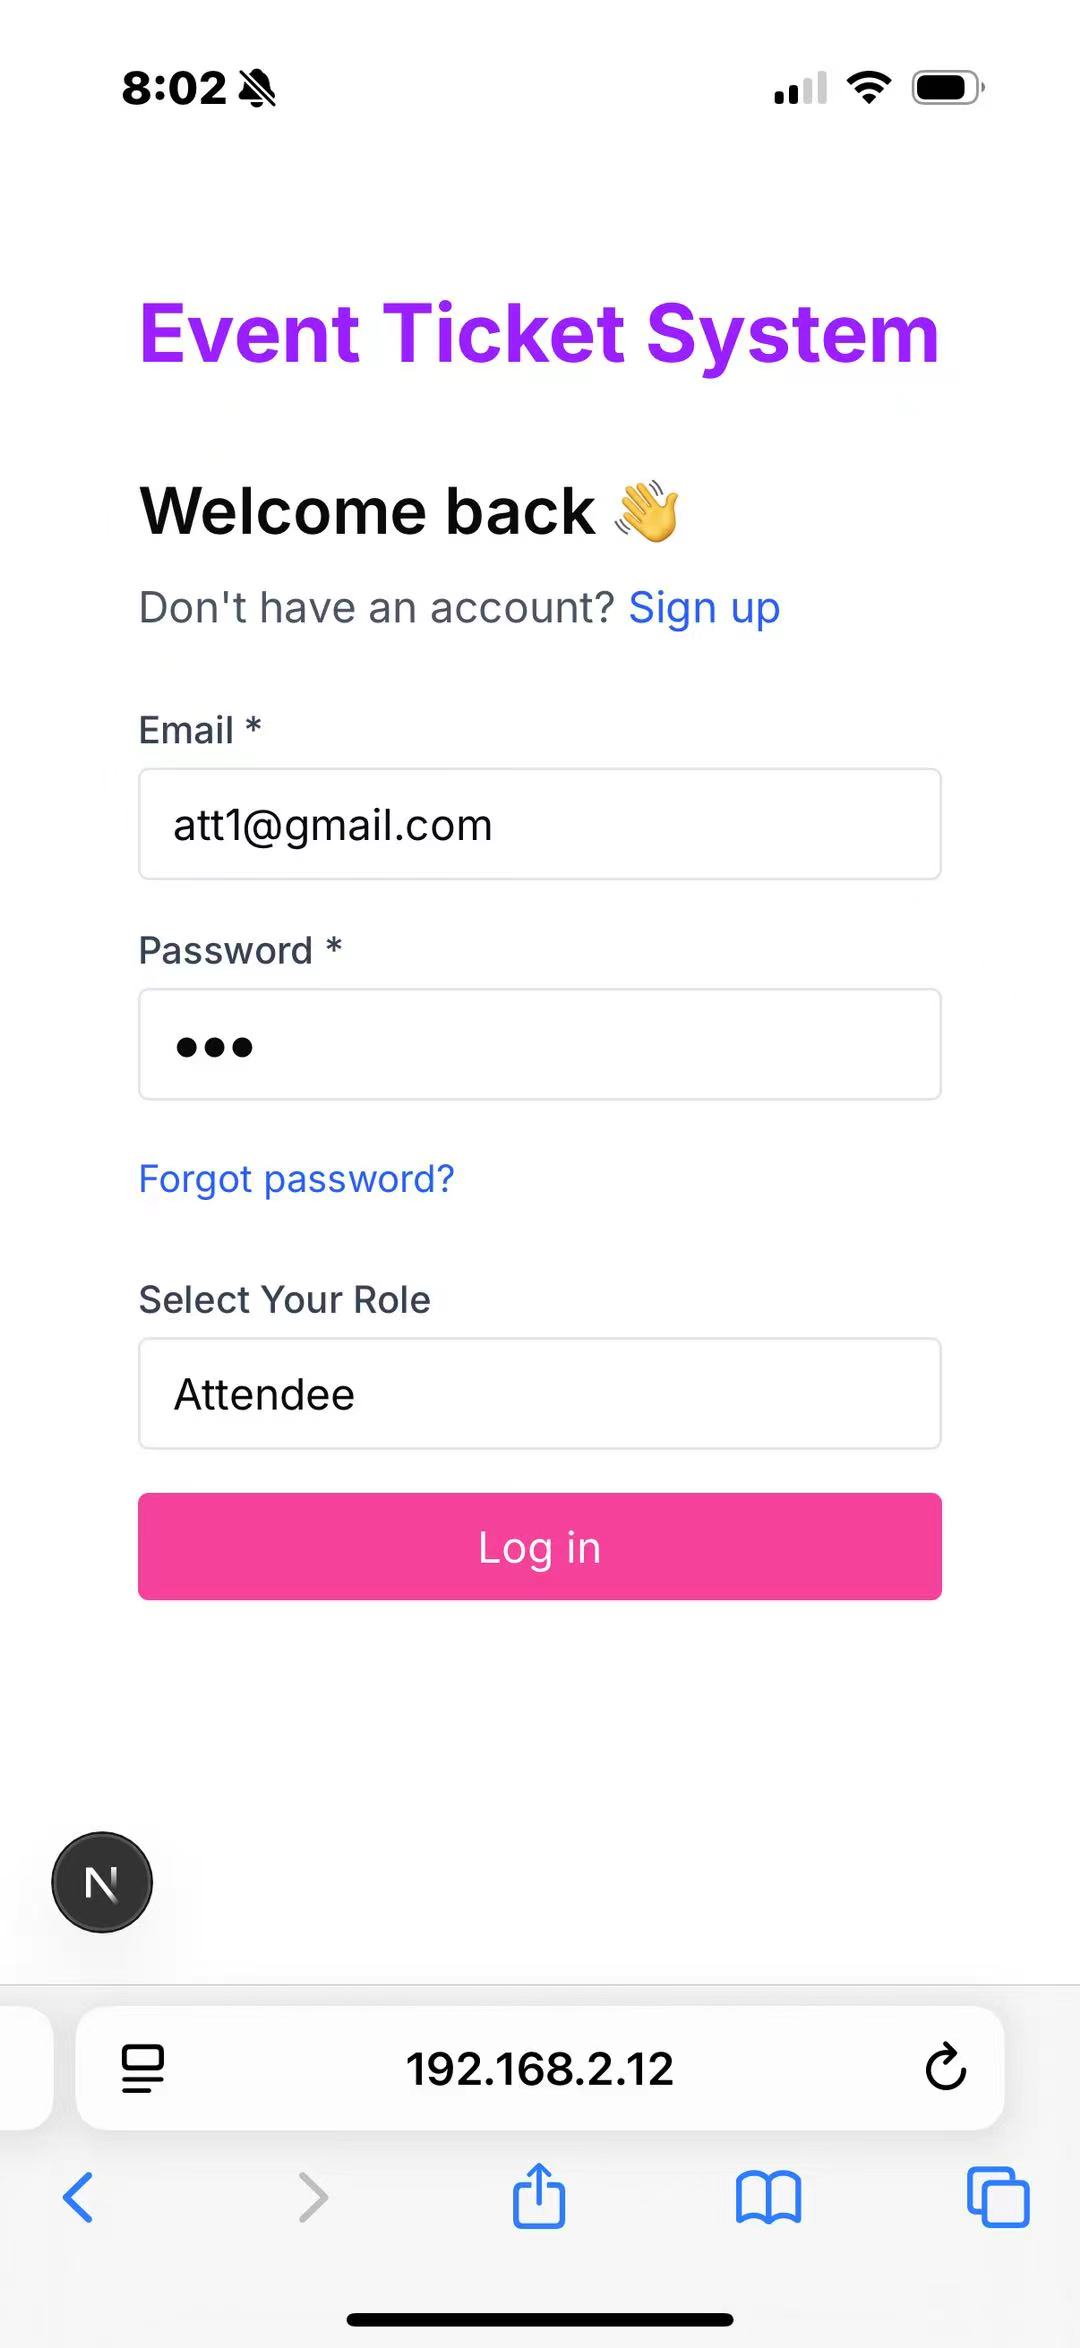 8:02
Event Ticket System
Welcome back 👋
Don't have an account? Sign up
Email *
att1@gmail.com
Password *
•••
Forgot password?
Select Your Role
Attendee
Log in
N
192.168.2.12